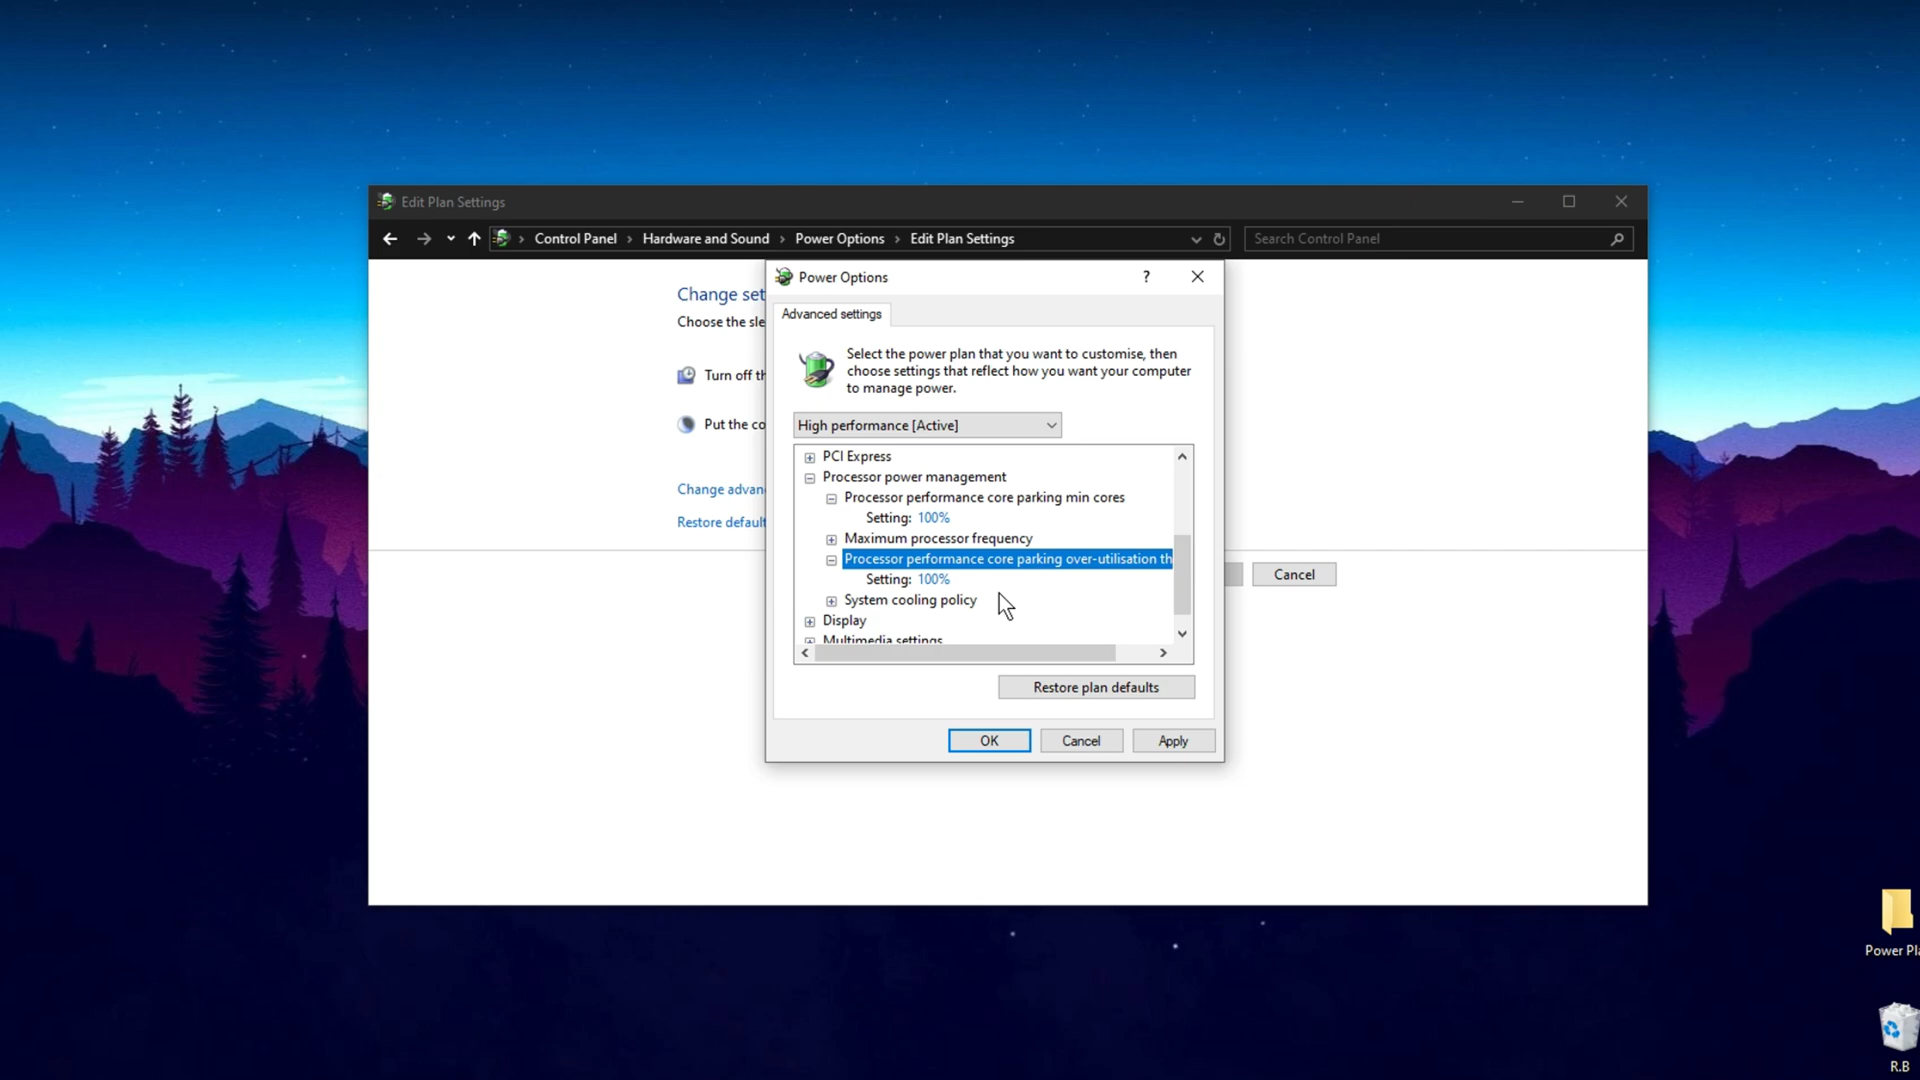 Edit Plan Settings
Control Panel
Hardware and Sound
Power Options
Edit Plan Settings
Search Control Panel
Power Options
?
Change set
Choose the sle
Advanced settings
Select the power plan that you want to customise, then
choose settings that reflect how you want your computer
to manage power.
Turn off th
Put the co
High performance [Active]
PCI Express
Processor power management
Processor performance core parking min cores
Setting: 100%
Maximum processor frequency
Processor performance core parking over-utilisation th
Setting: 100%
System cooling policy
Display
Multimedia settings
Change advan
Restore default
Cancel
Restore plan defaults
OK
Cancel
Apply
Power Pla
R.B